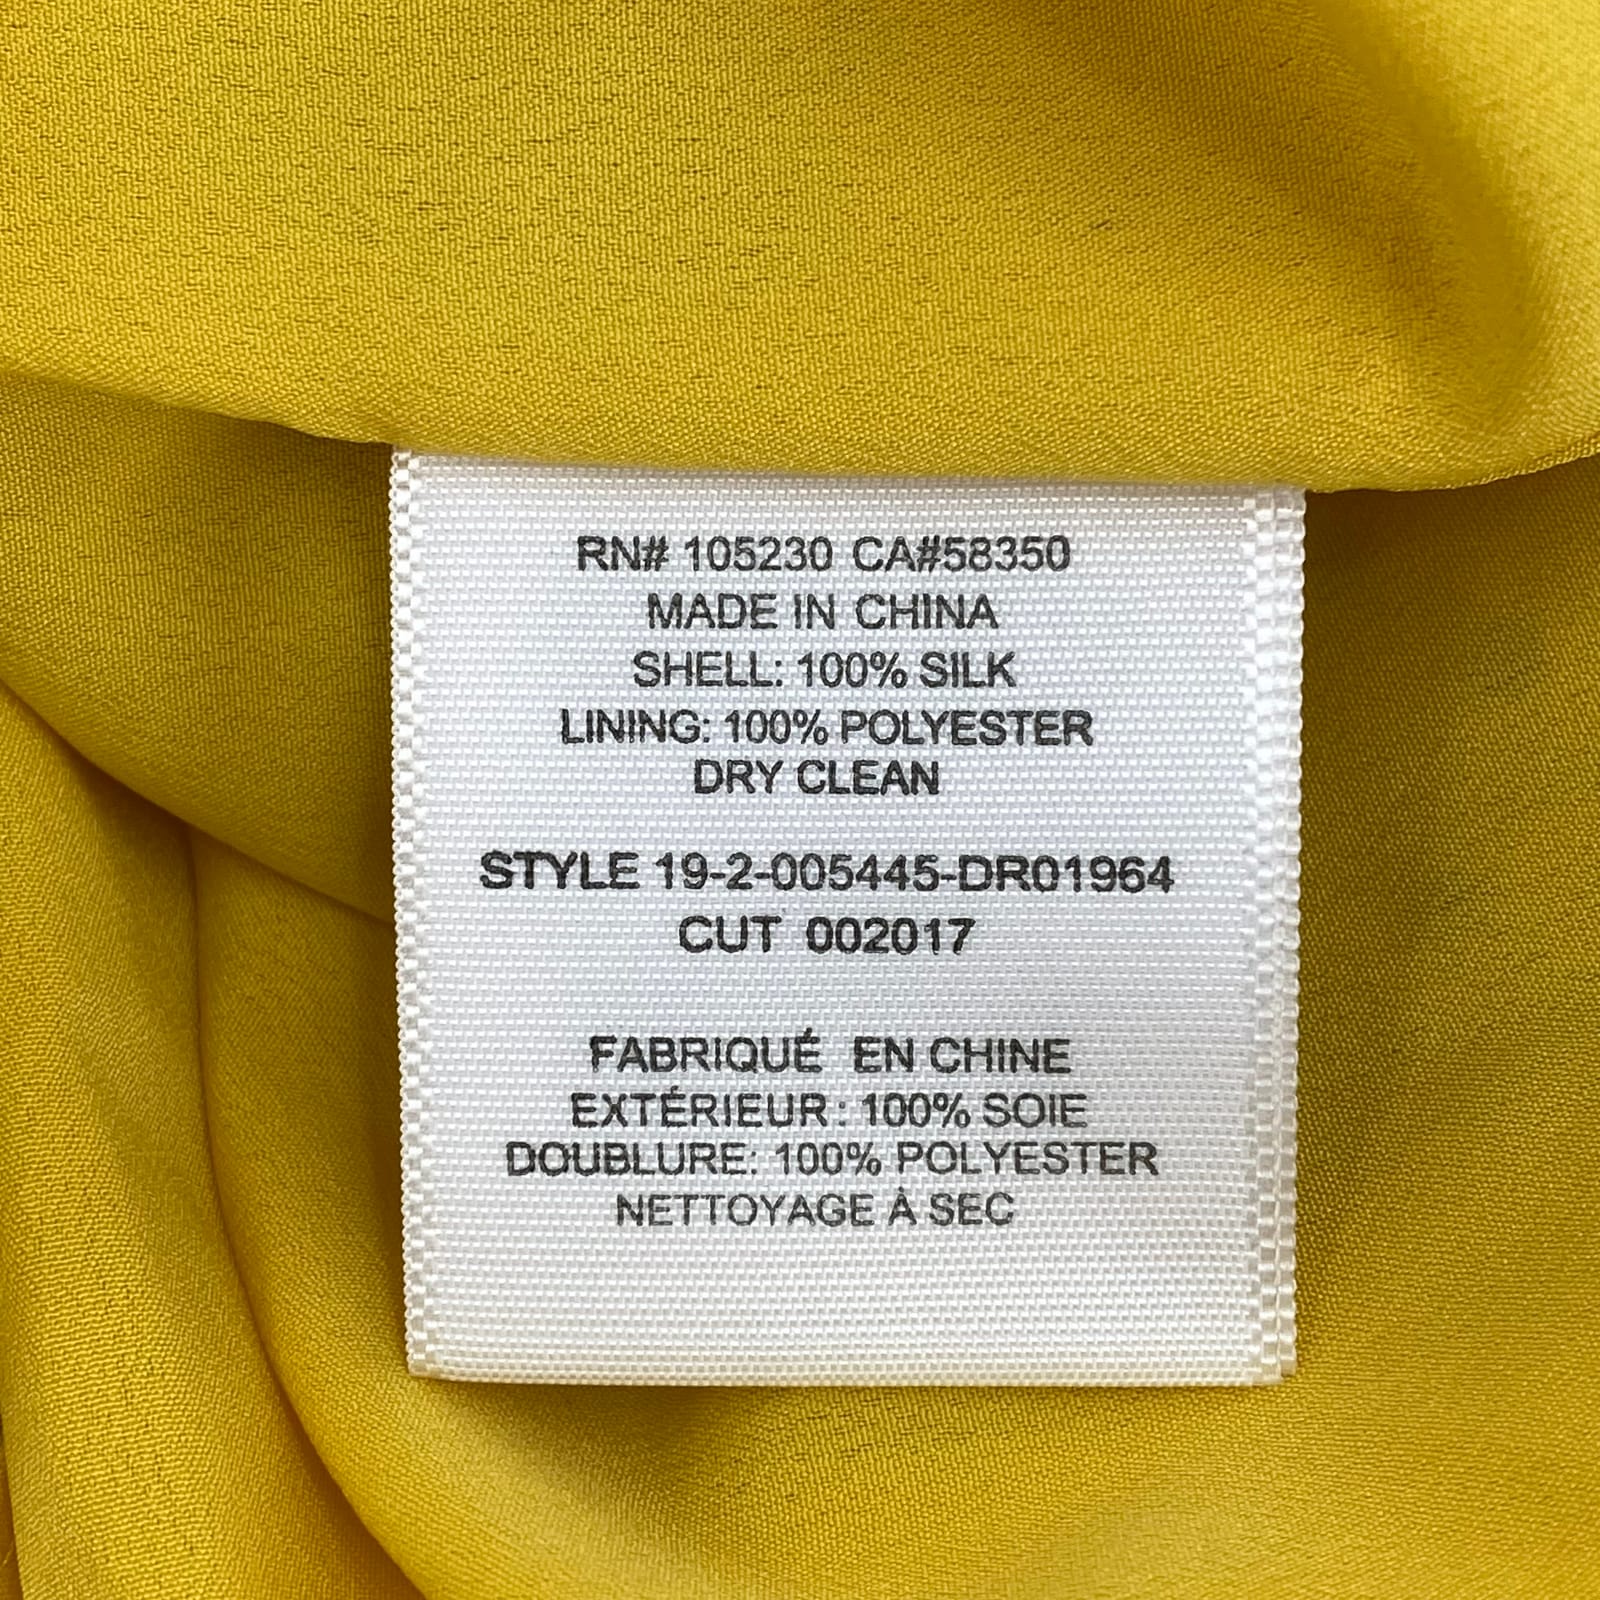 RN# 105230 CA#58350
MADE IN CHINA
SHELL: 100% SILK
LINING: 100% POLYESTER
DRY CLEAN
STYLE 19-2-005445-DR01964
CUT 002017
FABRIQUÉ EN CHINE
EXTÉRIEUR: 100% SOIE
DOUBLURE: 100% POLYESTER
NETTOYAGE À SEC